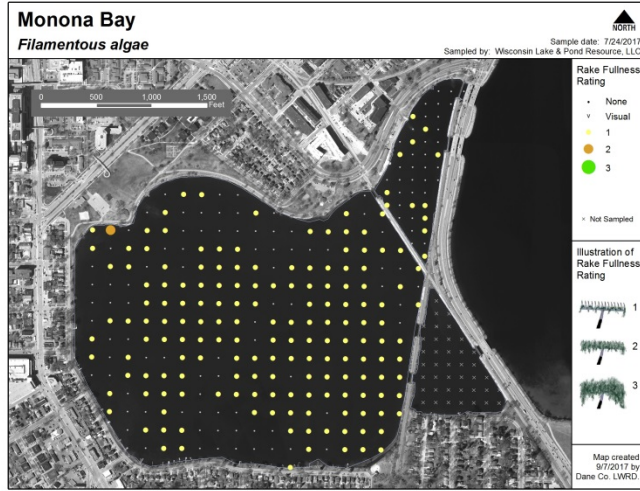 Monona Bay
Filamentous algae
NORTH
Sample date: 7/24/2017
Sampled by: Wisconsin Lake & Pond Resource, LLC
0 500 1,000 1,500
Feet
Rake Fullness
Rating
None
v Visual
1
2
3
× Not Sampled
Illustration of
Rake Fullness
Rating
1
2
3
Map created
9/7/2017 by
Dane Co. LWRD,